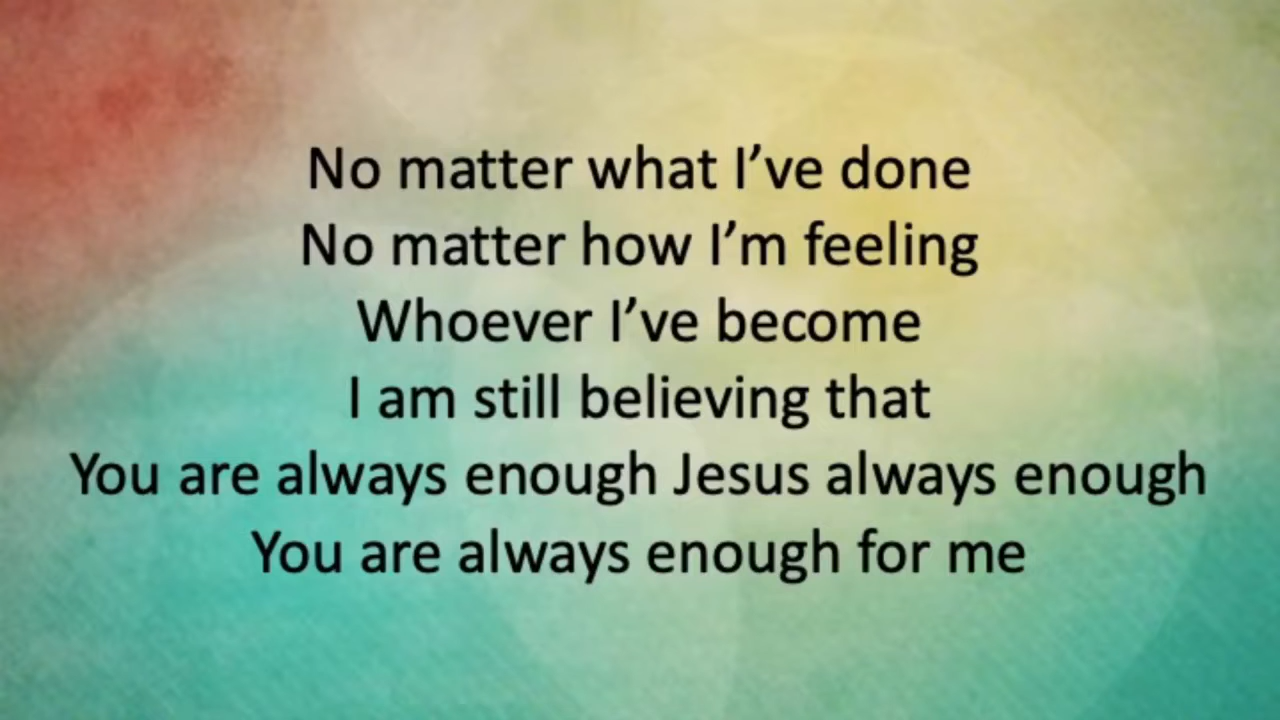 No matter what I’ve done
No matter how I’m feeling
Whoever I’ve become
I am still believing that
You are always enough Jesus always enough
You are always enough for me